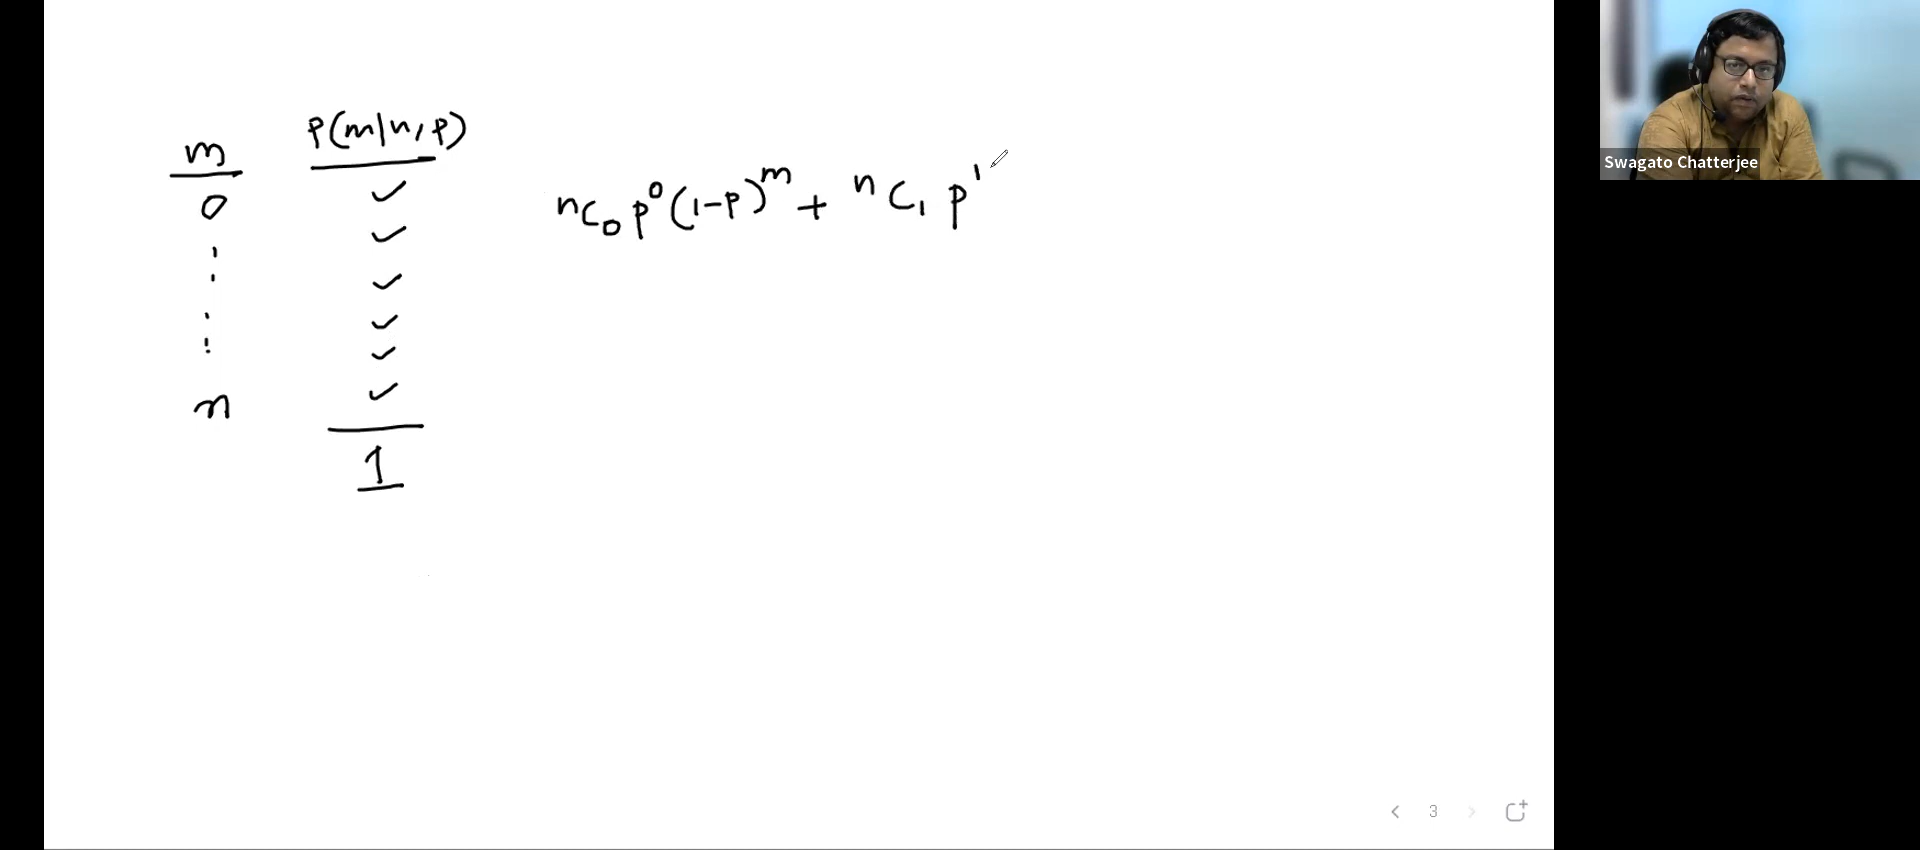 m
P(m|n, p)
0
✓
⋮
✓
✓
✓
✓
n
✓
1
nC₀ p⁰ (1-p)ᵐ + ⁿC₁ p¹
Swagato Chatterjee
3